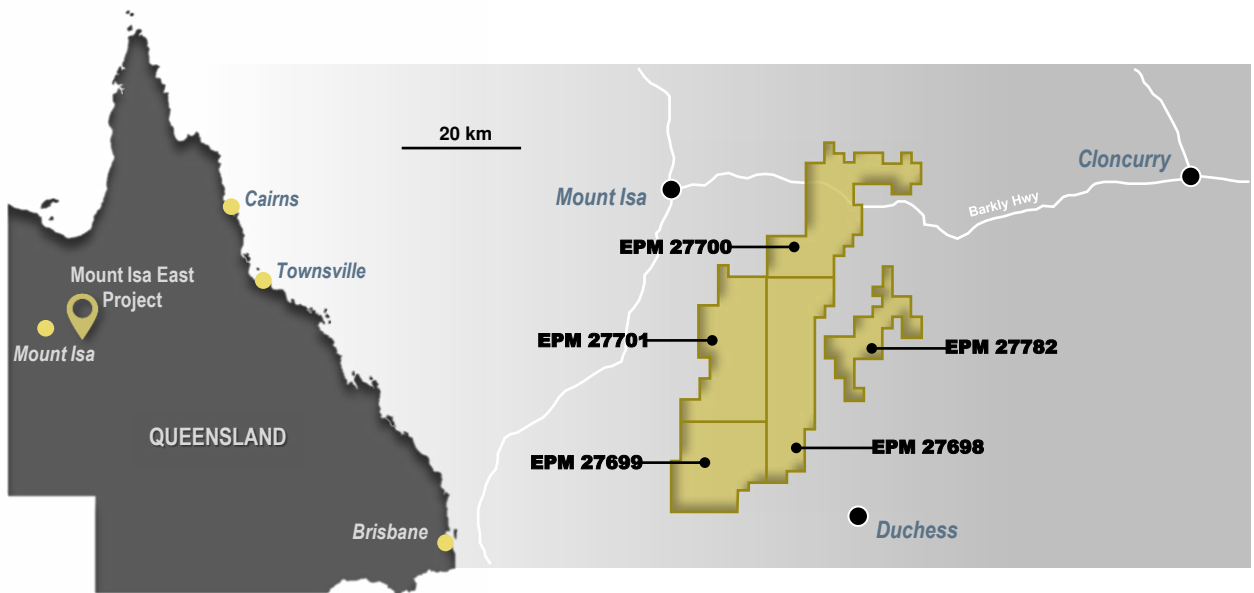 20 km
Cloncurry
Mount Isa
Cairns
Barkly Hwy
EPM 27700
Townsville
Mount Isa East
Project
EPM 27701
EPM 27782
Mount Isa
QUEENSLAND
EPM 27698
EPM 27699
Brisbane
Duchess